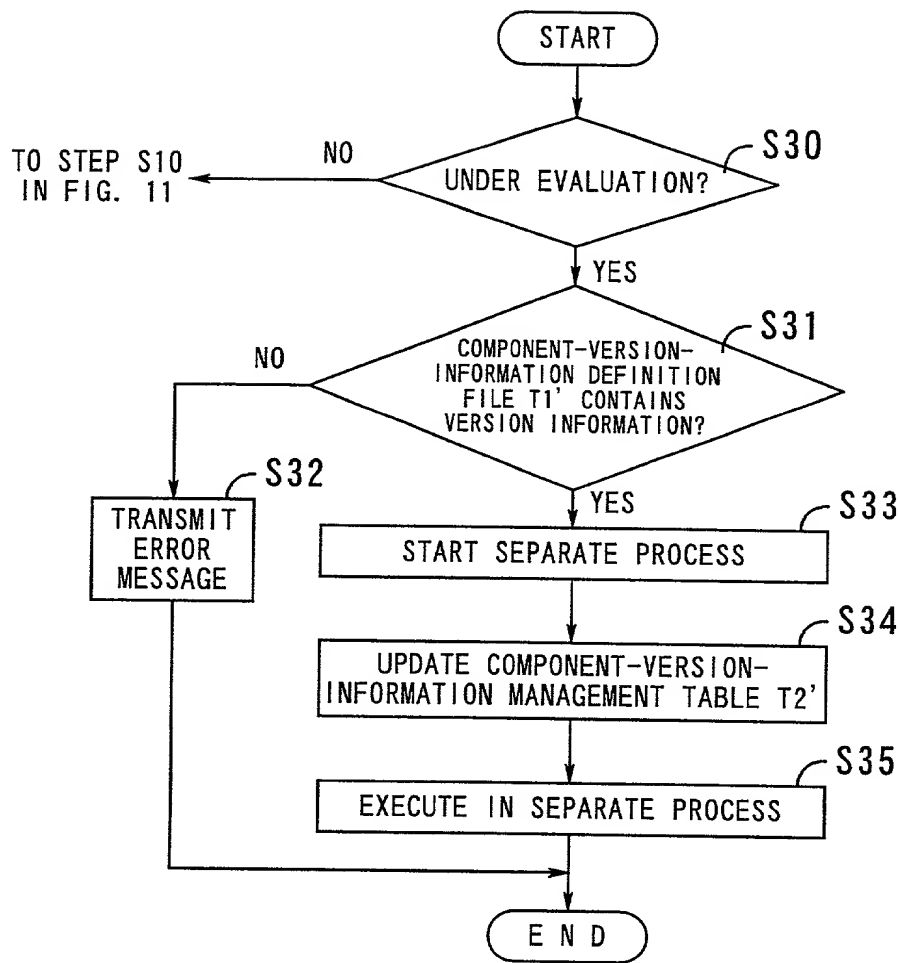 START
S30
UNDER EVALUATION?
NO
TO STEP S10
IN FIG. 11
YES
S31
COMPONENT-VERSION-
INFORMATION DEFINITION
FILE T1' CONTAINS
VERSION INFORMATION?
NO
S32
TRANSMIT
ERROR
MESSAGE
YES
S33
START SEPARATE PROCESS
S34
UPDATE COMPONENT-VERSION-
INFORMATION MANAGEMENT TABLE T2'
S35
EXECUTE IN SEPARATE PROCESS
END